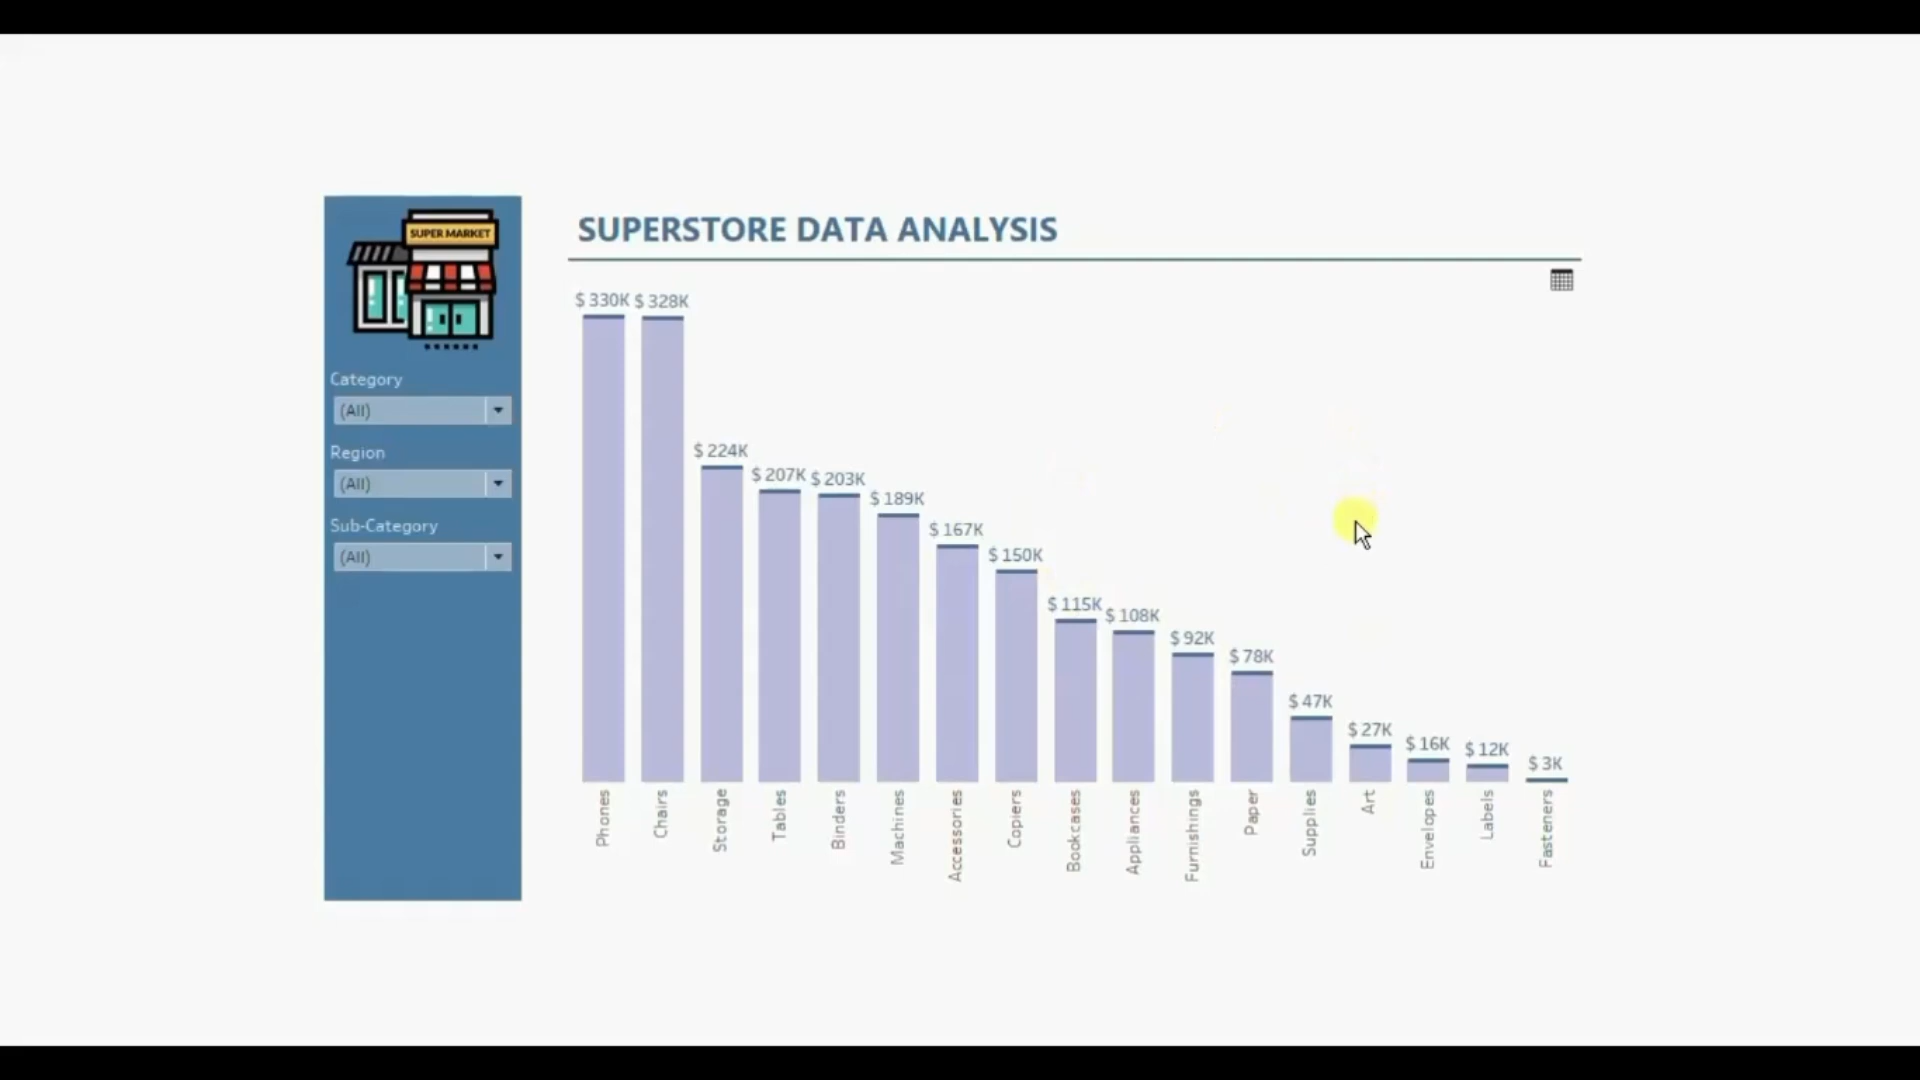 SUPER MARKET
SUPERSTORE DATA ANALYSIS
Category
(All)
Region
(All)
Sub-Category
(All)
$ 330K $ 328K
$ 224K
$ 207K $ 203K
$ 189K
$ 167K
$ 150K
$ 115K
$ 108K
$ 92K
$ 78K
$ 47K
$ 27K
$ 16K
$ 12K
$ 3K
Phones
Chairs
Storage
Tables
Binders
Machines
Accessories
Copiers
Bookcases
Appliances
Furnishings
Paper
Supplies
Art
Envelopes
Labels
Fasteners